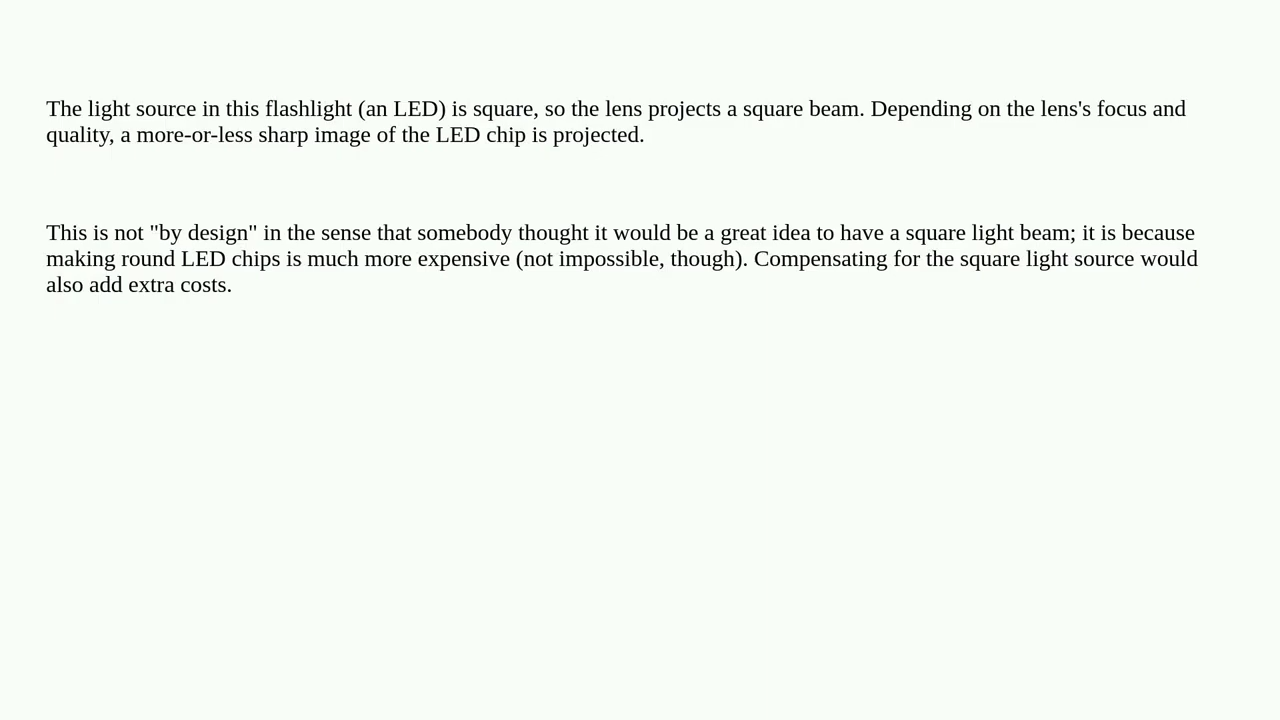 The light source in this flashlight (an LED) is square, so the lens projects a square beam. Depending on the lens's focus and
quality, a more-or-less sharp image of the LED chip is projected.
This is not "by design" in the sense that somebody thought it would be a great idea to have a square light beam; it is because
making round LED chips is much more expensive (not impossible, though). Compensating for the square light source would
also add extra costs.